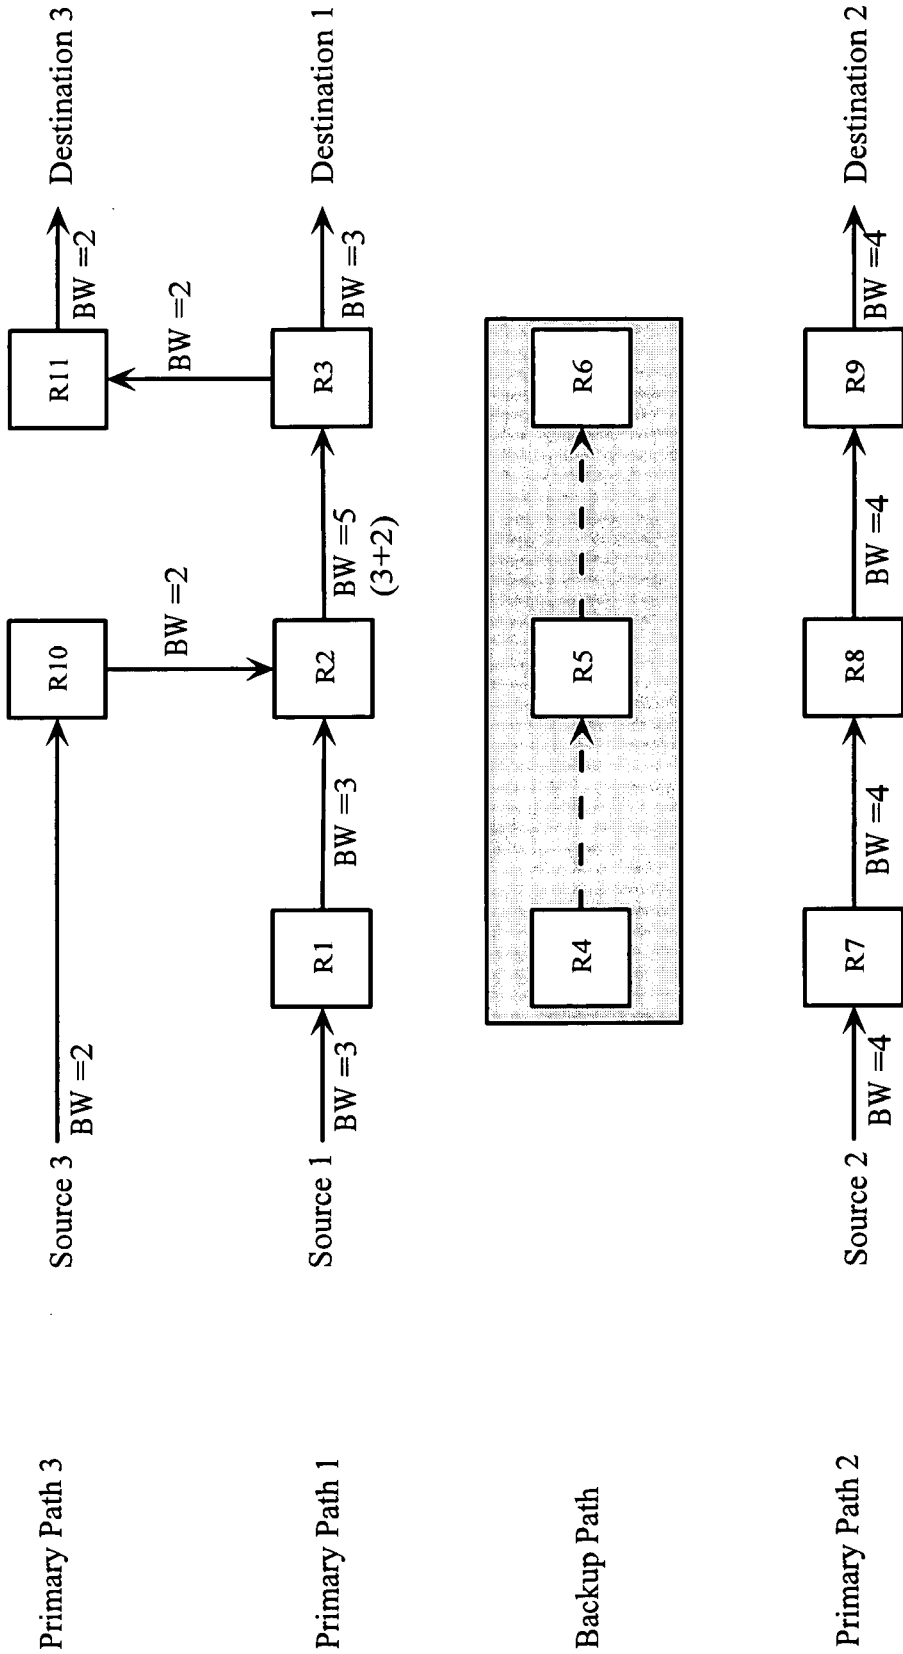 Primary Path 3
Source 3
BW =2
R10
BW =2
R11
BW =2
BW =2
Destination 3
Primary Path 1
Source 1
BW =3
R1
BW =3
R2
BW =5
(3+2)
R3
BW =3
Destination 1
Backup Path
R4
R5
R6
Primary Path 2
Source 2
BW =4
R7
BW =4
R8
BW =4
R9
BW =4
Destination 2